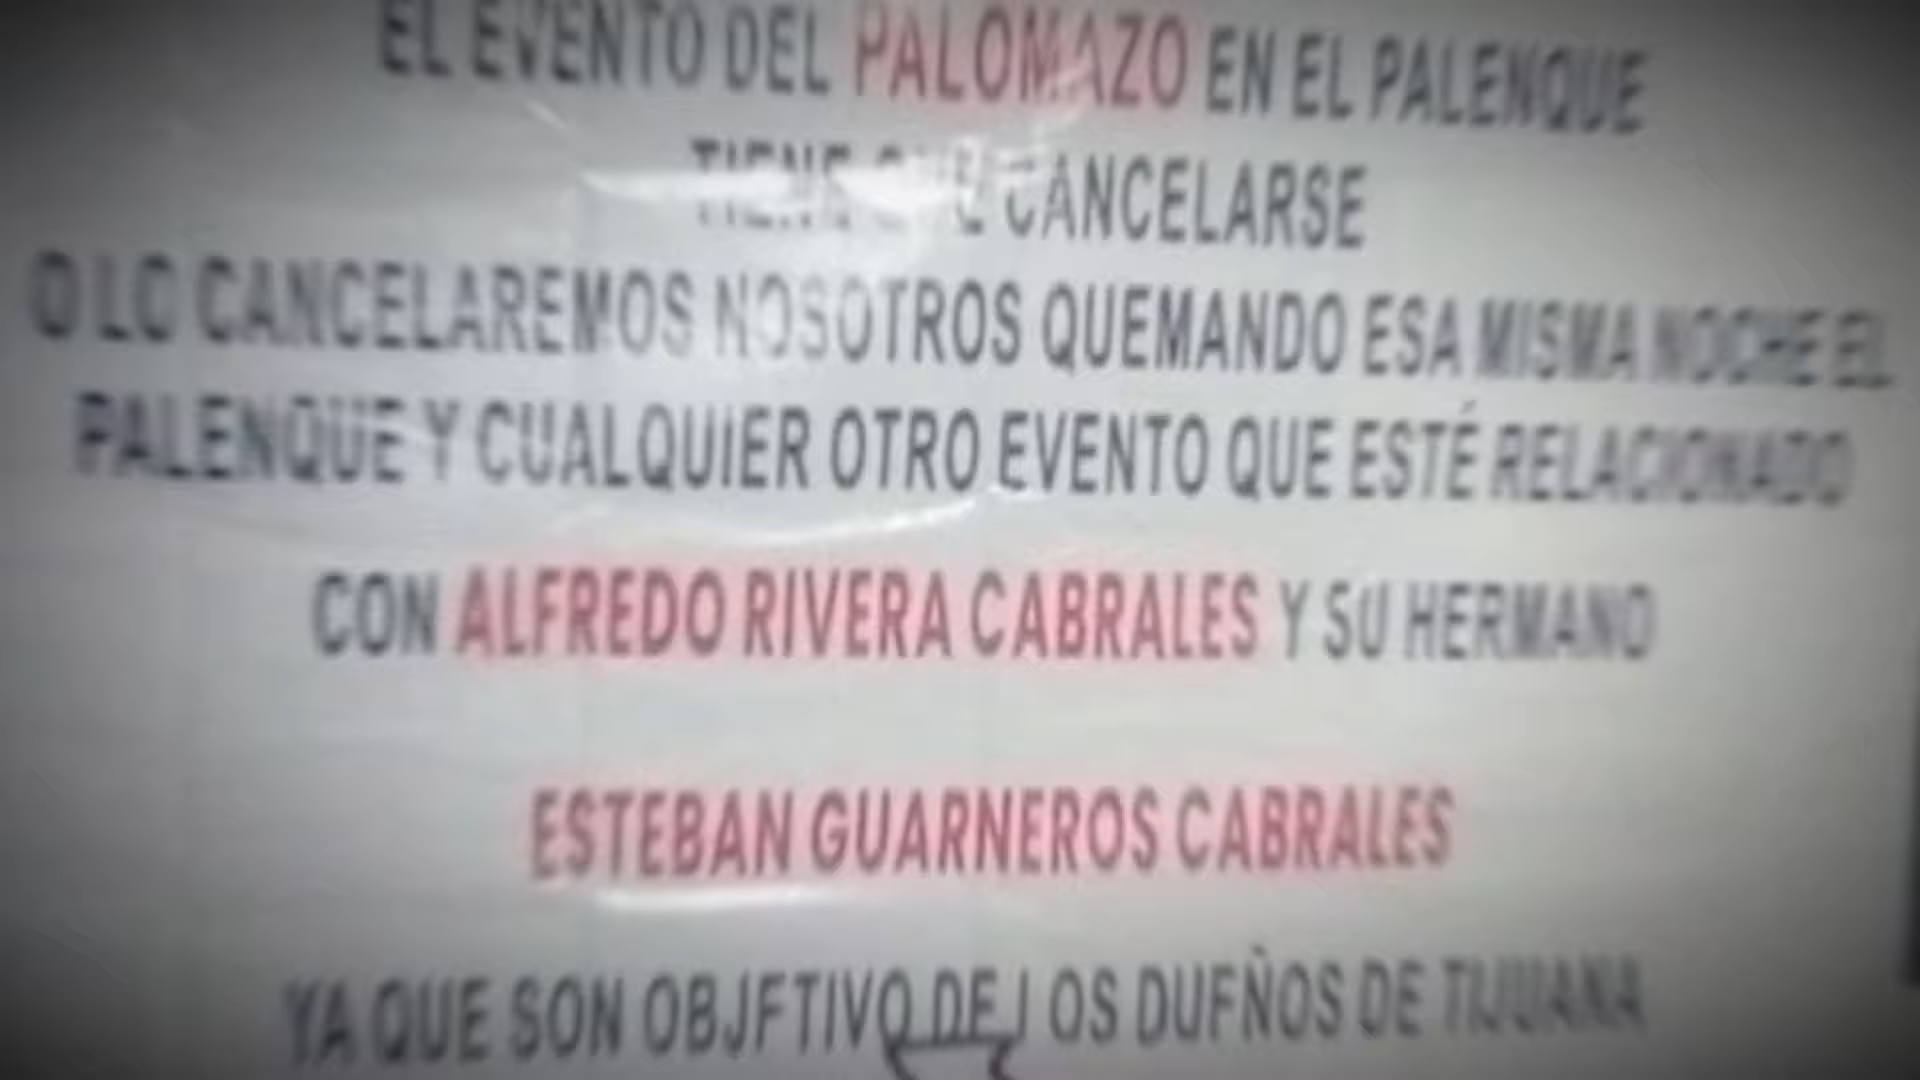 EL EVENTO DEL PALOMAZO EN EL PALENQUE
TIENE QUE CANCELARSE
O LO CANCELAREMOS NOSOTROS QUEMANDO ESA MISMA NOCHE EL
PALENQUE Y CUALQUIER OTRO EVENTO QUE ESTÉ RELACIONADO
CON ALFREDO RIVERA CABRALES Y SU HERMANO
ESTEBAN GUARNEROS CABRALES
YA QUE SON OBJETIVO DE LOS DUEÑOS DE TIJUANA